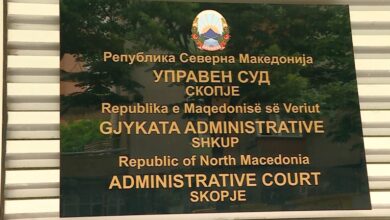 Република Северна Македонија
УПРАВЕН СУД
СКОПЈЕ
Republika e Maqedonisë së Veriut
GJYKATA ADMINISTRATIVE
SHKUP
Republic of North Macedonia
ADMINISTRATIVE COURT
SKOPJE